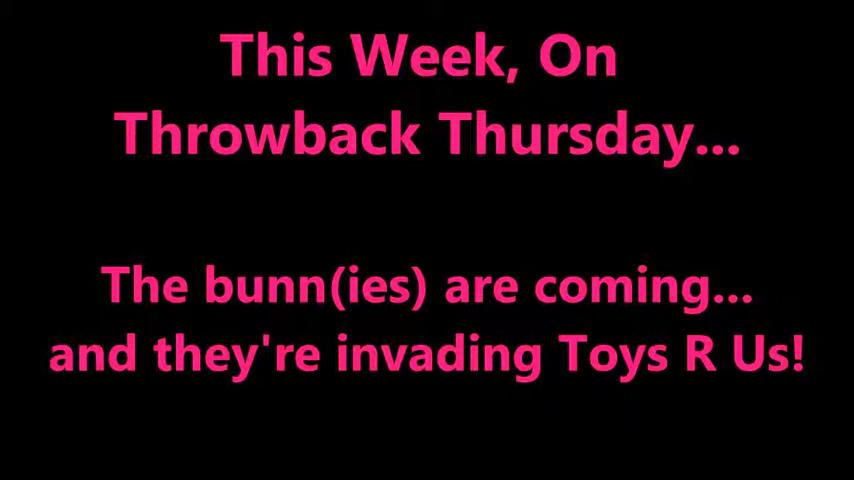 This Week, On
Throwback Thursday...
The bunn(ies) are coming...
and they're invading Toys R Us!